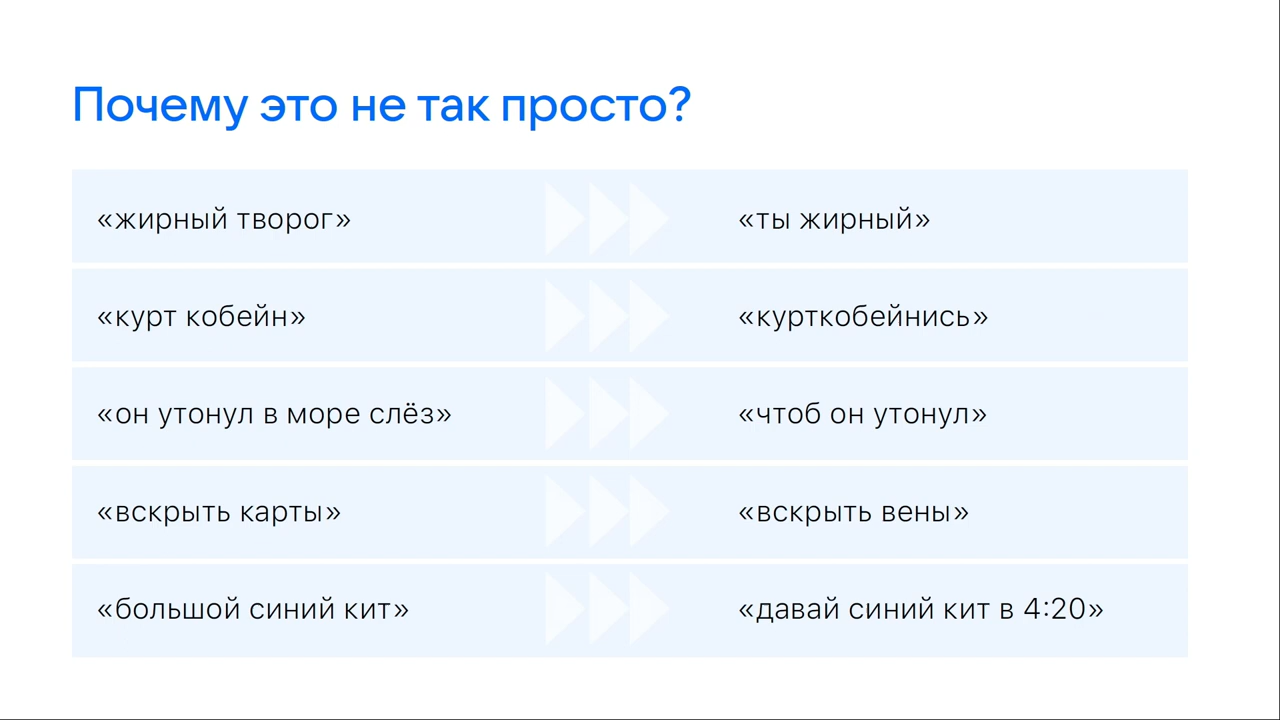 Почему это не так просто?
«жирный творог» «ты жирный»
«курт кобейн» «курткобейнись»
«он утонул в море слёз» «чтоб он утонул»
«вскрыть карты» «вскрыть вены»
«большой синий кит» «давай синий кит в 4:20»